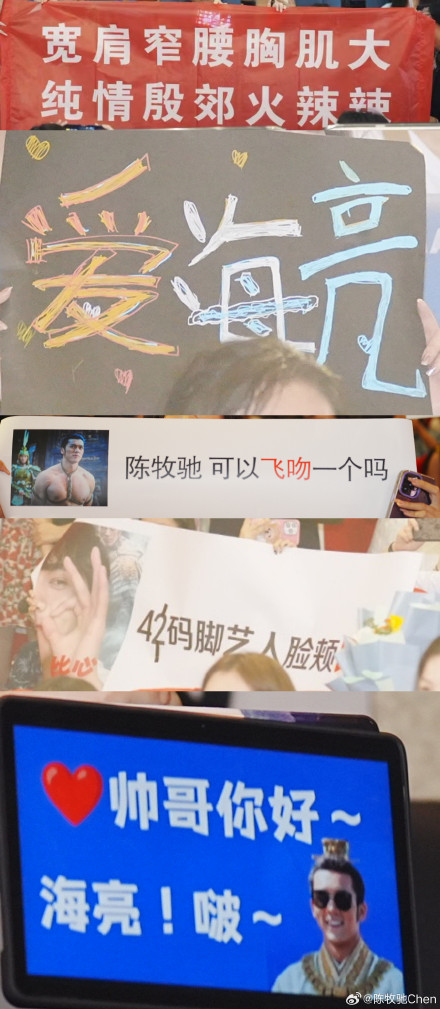 宽肩窄腰胸肌大
纯情殷郊火辣辣
爱海亮
陈牧驰 可以飞吻一个吗
42码脚艺人脸颊
比心
帅哥你好~
海亮！啵~
@陈牧驰Chen